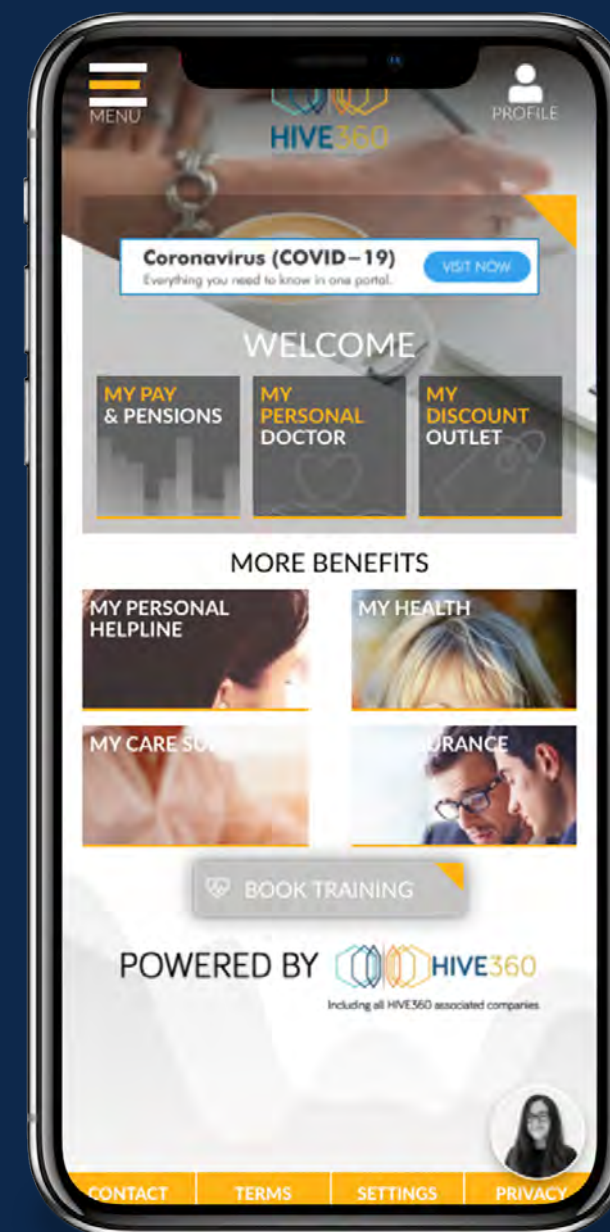 MENU
HIVE360
PROFILE
Coronavirus (COVID-19)
Everything you need to know in one portal.
VISIT NOW
WELCOME
MY PAY
& PENSIONS
MY
PERSONAL
DOCTOR
MY
DISCOUNT
OUTLET
MORE BENEFITS
MY PERSONAL
HELPLINE
MY HEALTH
MY CARE
BOOK TRAINING
POWERED BY HIVE360
Including all HIVE360 associated companies
CONTACT
TERMS
SETTINGS
PRIVACY